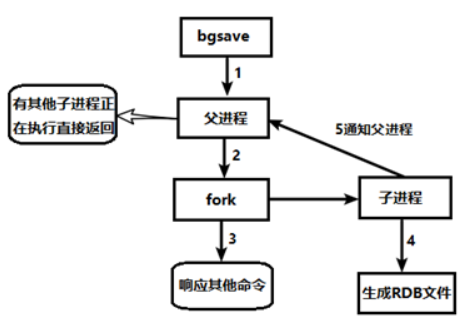 bgsave
1
有其他子进程正
在执行直接返回
父进程
5通知父进程
2
fork
子进程
3
4
响应其他命令
生成RDB文件